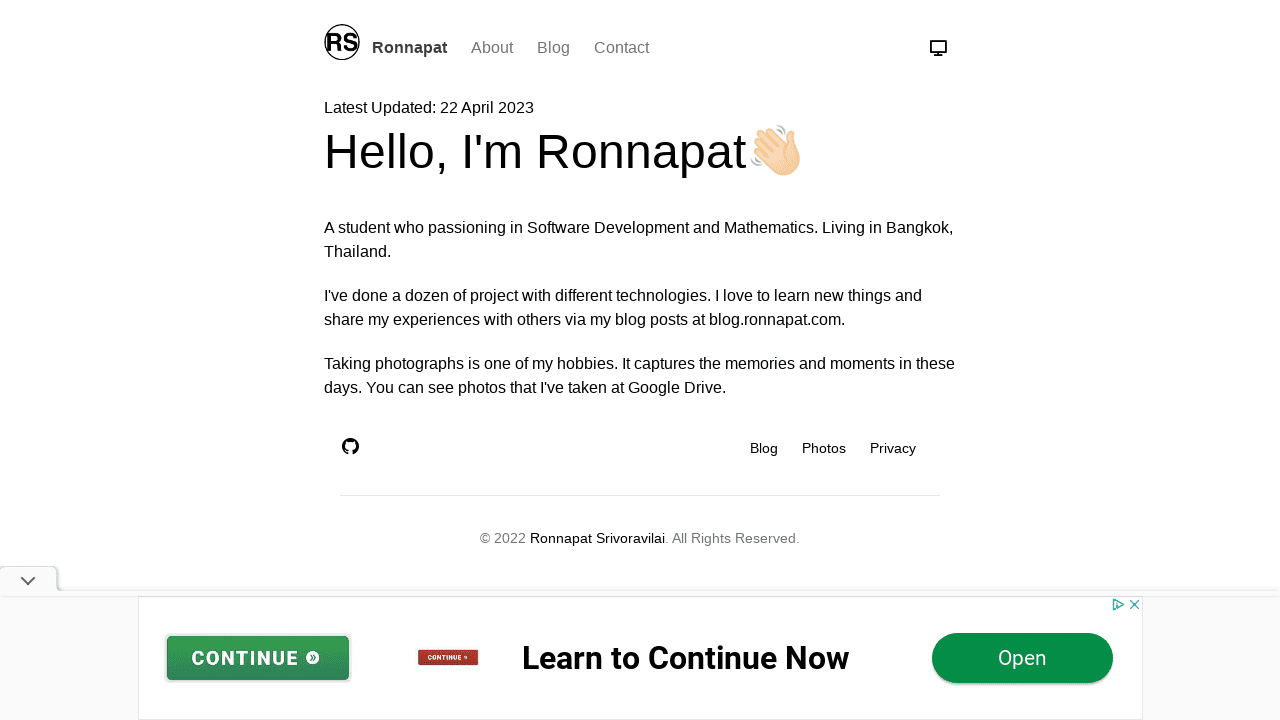 RS Ronnapat About Blog Contact
Latest Updated: 22 April 2023
Hello, I'm Ronnapat👋🏻
A student who passioning in Software Development and Mathematics. Living in Bangkok,
Thailand.
I've done a dozen of project with different technologies. I love to learn new things and
share my experiences with others via my blog posts at blog.ronnapat.com.
Taking photographs is one of my hobbies. It captures the memories and moments in these
days. You can see photos that I've taken at Google Drive.
Blog Photos Privacy
© 2022 Ronnapat Srivoravilai. All Rights Reserved.
CONTINUE »
CONTINUE »
Learn to Continue Now
Open